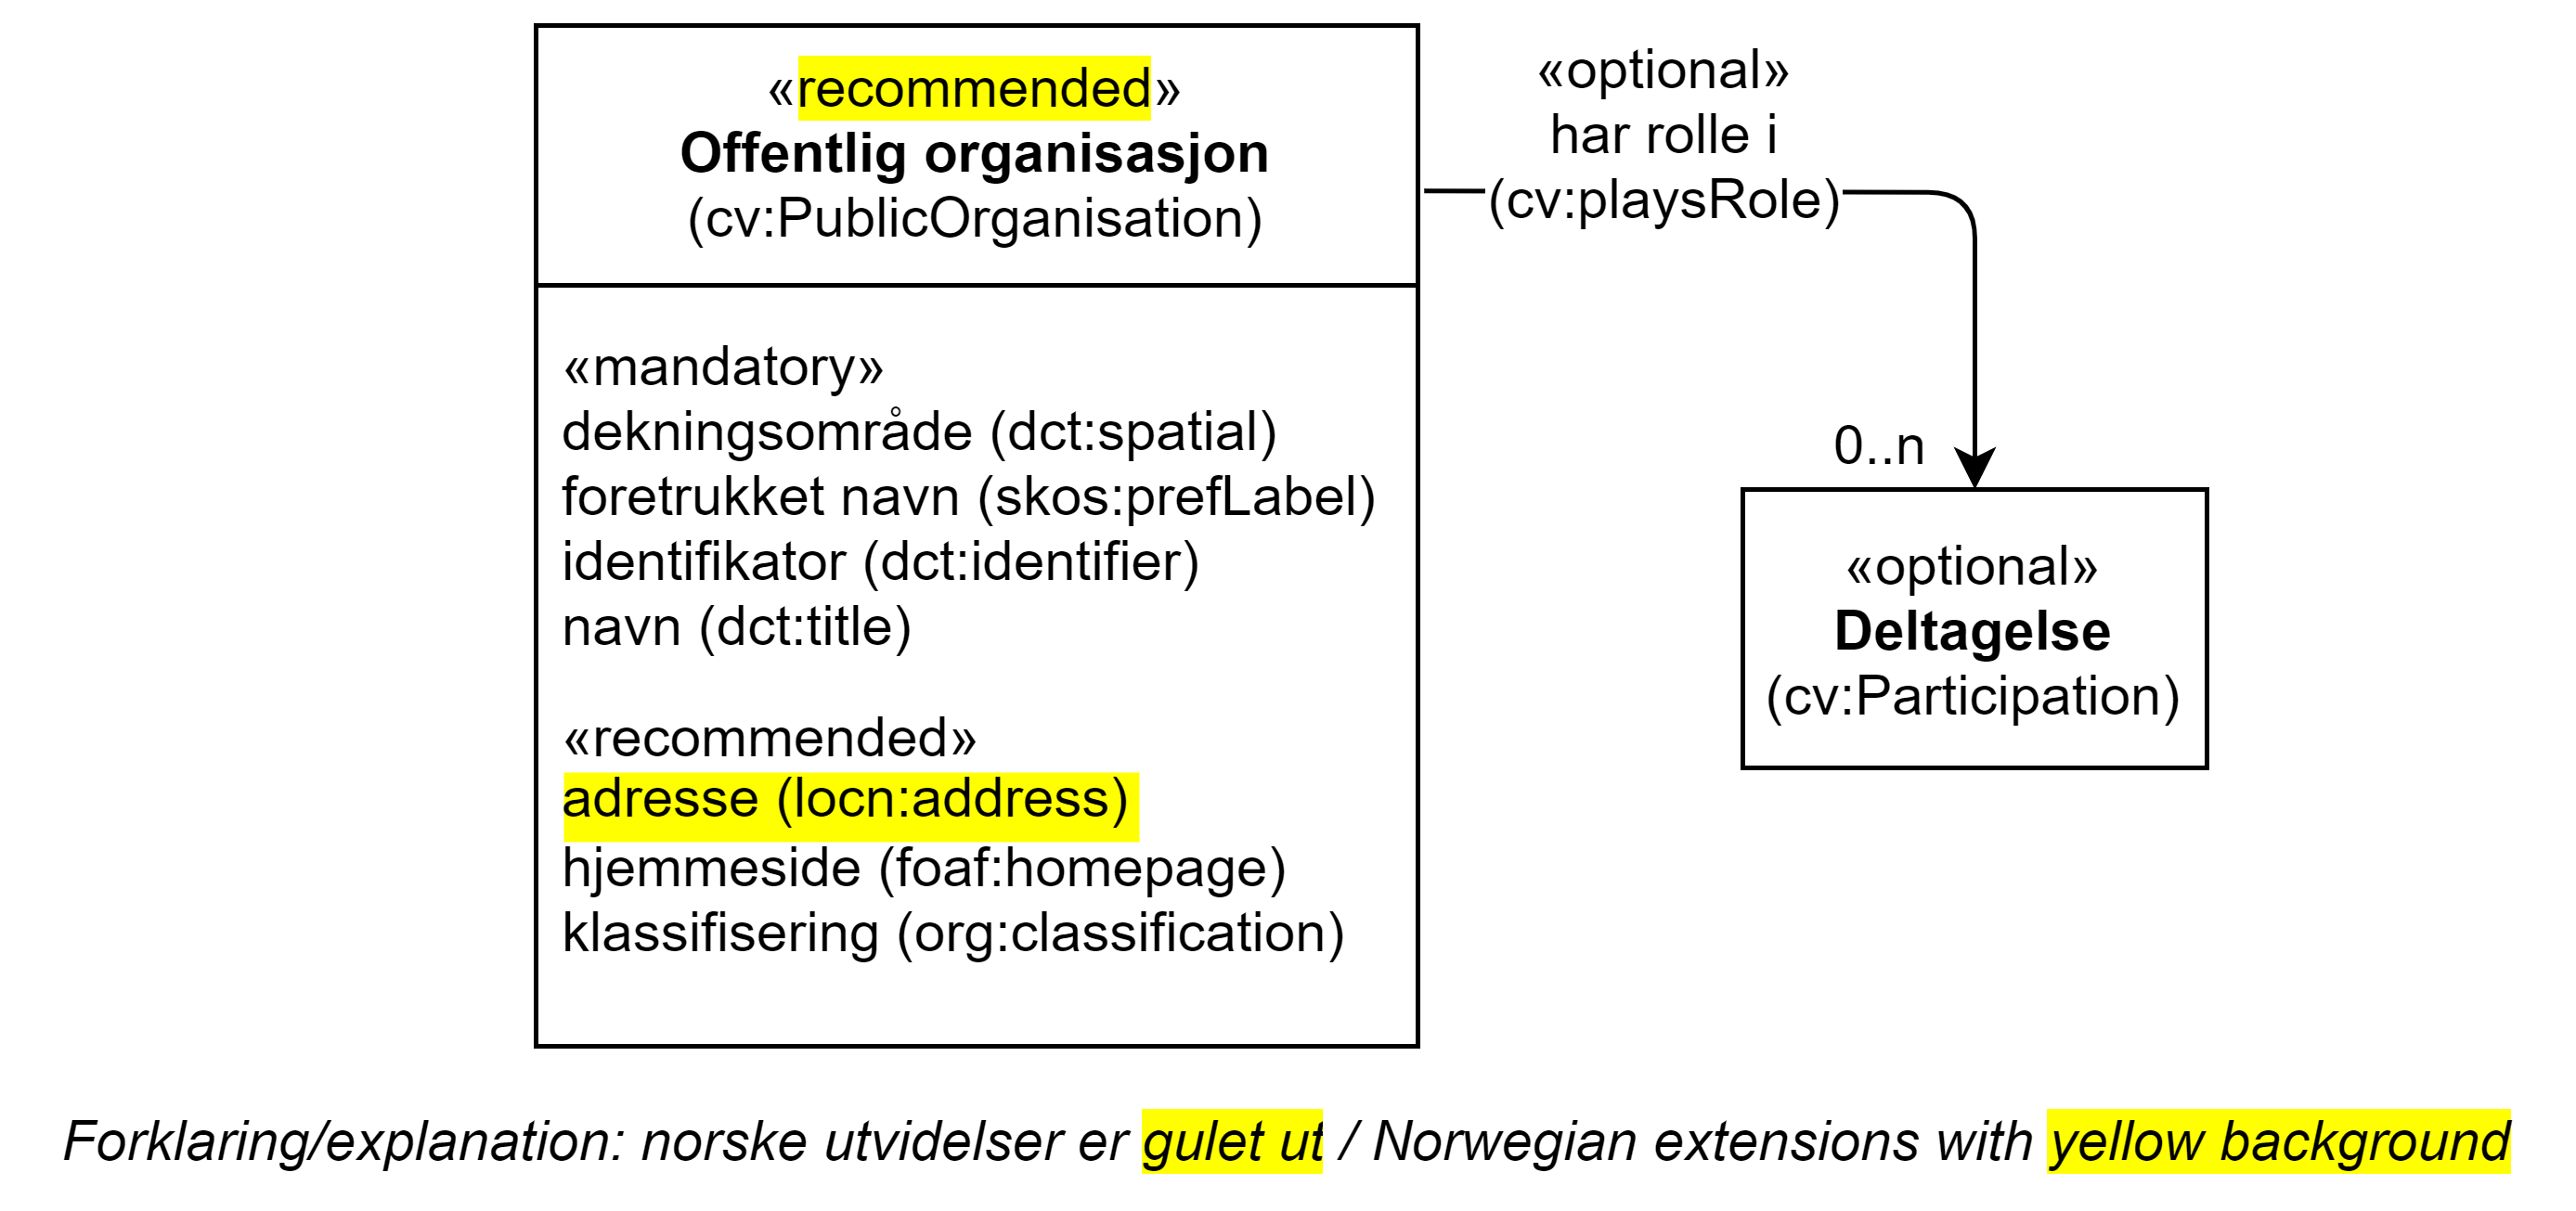 «recommended»
Offentlig organisasjon
(cv:PublicOrganisation)
«mandatory»
dekningsområde (dct:spatial)
foretrukket navn (skos:prefLabel)
identifikator (dct:identifier)
navn (dct:title)
«recommended»
adresse (locn:address)
hjemmeside (foaf:homepage)
klassifisering (org:classification)
«optional»
har rolle i
(cv:playsRole)
0..n
«optional»
Deltagelse
(cv:Participation)
Forklaring/explanation: norske utvidelser er gulet ut / Norwegian extensions with yellow background